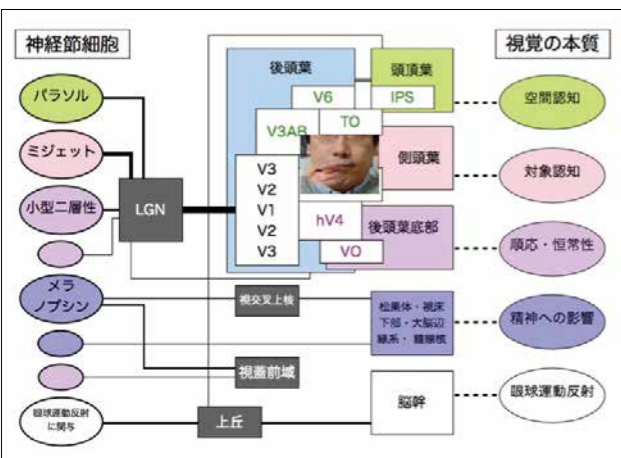 神経節細胞
視覚の本質
パラソル
ミジェット
小型二層性
メラ
ノプシン
眼球運動反射
に関与
LGN
視交叉上核
視蓋前域
上丘
後頭葉
頭頂葉
V6
IPS
V3AB
TO
側頭葉
V3
V2
V1
V2
V3
hV4
後頭葉底部
VO
松果体・視床
下部・大脳辺
縁系・
脳幹
空間認知
対象認知
順応・恒常性
精神への影響
眼球運動反射